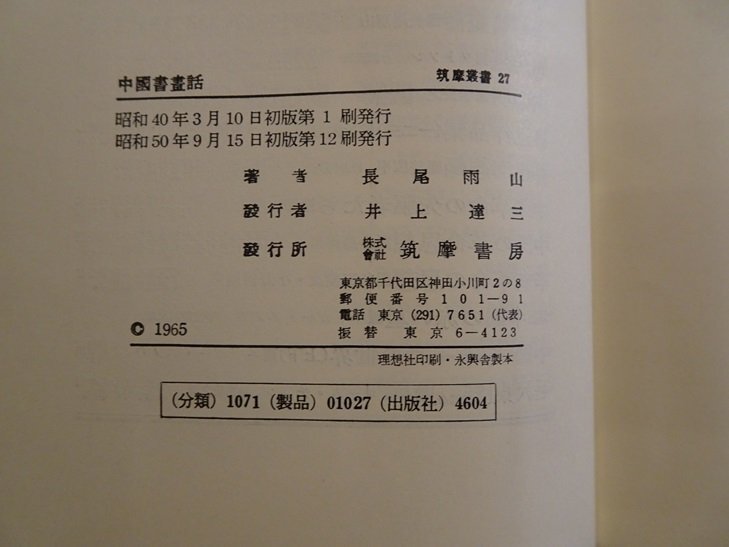 中國書畫話 筑摩叢書 27
昭和40年3月10日初版第1刷発行
昭和50年9月15日初版第12刷発行
著者 長尾雨山
發行者 井上達三
發行所 株式會社 筑摩書房
東京都千代田区神田小川町2の8
郵便番号 101-91
電話 東京 (291) 7651 (代表)
振替 東京 6-4123
© 1965
理想社印刷・永興舎製本
(分類) 1071 (製品) 01027 (出版社) 4604